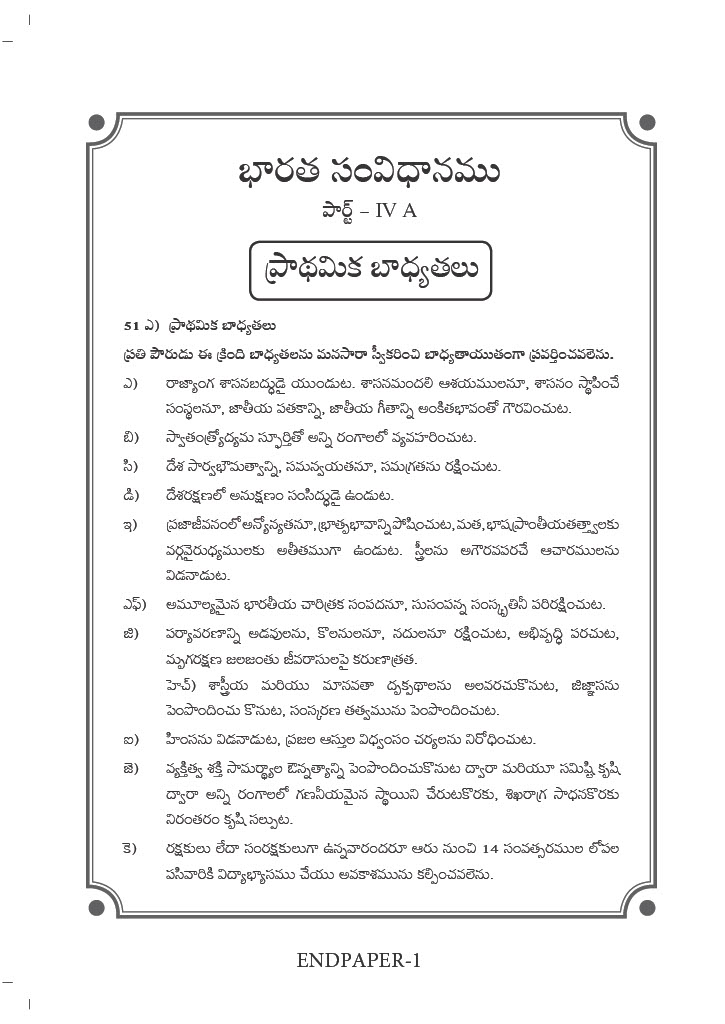 భారత సంవిధానము
పార్ట్ – IV A
ప్రాథమిక బాధ్యతలు
51 ఎ) ప్రాథమిక బాధ్యతలు
ప్రతి పౌరుడు ఈ క్రింది బాధ్యతలను మనసారా స్వీకరించి బాధ్యతాయుతంగా ప్రవర్తించవలెను.
ఎ) రాజ్యాంగ శాసనబద్ధుడై యుండుట. శాసనమందలి ఆశయములనూ, శాసనం స్థాపించే
సంస్థలనూ, జాతీయ పతకాన్ని, జాతీయ గీతాన్ని అంకితభావంతో గౌరవించుట.
బి) స్వాతంత్ర్యోద్యమ స్ఫూర్తితో అన్ని రంగాలలో వ్యవహరించుట.
సి) దేశ సార్వభౌమత్వాన్ని, సమన్వయతనూ, సమగ్రతను రక్షించుట.
డి) దేశరక్షణలో అనుక్షణం సంసిద్ధుడై ఉండుట.
ఇ) ప్రజాజీవనంలో అన్యోన్యతనూ, భ్రాతృభావాన్ని పోషించుట, మత, భాషప్రాంతీయతత్త్వాలకు
వర్గవైరుధ్యములకు అతీతముగా ఉండుట. స్త్రీలను అగౌరవపరచే ఆచారములను
విడనాడుట.
ఎఫ్) అమూల్యమైన భారతీయ చారిత్రక సంపదనూ, సుసంపన్న సంస్కృతినీ పరిరక్షించుట.
జి) పర్యావరణాన్ని అడవులను, కొలనులనూ, నదులనూ రక్షించుట, అభివృద్ధి పరచుట,
మృగరక్షణ జలజంతు జీవరాసులపై కరుణార్తత.
హెచ్) శాస్త్రీయ మరియు మానవతా దృక్పథాలను అలవరచుకొనుట, జిజ్ఞాసను
పెంపొందించు కొనుట, సంస్కరణ తత్వమును పెంపొందించుట.
ఐ) హింసను విడనాడుట, ప్రజల ఆస్తుల విధ్వంసం చర్యలను నిరోధించుట.
జె) వ్యక్తిత్వ శక్తి సామర్థ్యాల ఔన్నత్యాన్ని పెంపొందించుకొనుట ద్వారా మరియూ సమిష్టి కృషి
ద్వారా అన్ని రంగాలలో గణనీయమైన స్థాయిని చేరుటకొరకు, శిఖరాగ్ర సాధనకొరకు
నిరంతరం కృషి సల్పుట.
కె) రక్షకులు లేదా సంరక్షకులుగా ఉన్నవారందరూ ఆరు నుంచి 14 సంవత్సరముల లోపల
పసివారికి విద్యాభ్యాసము చేయు అవకాశమును కల్పించవలెను.
ENDPAPER-1